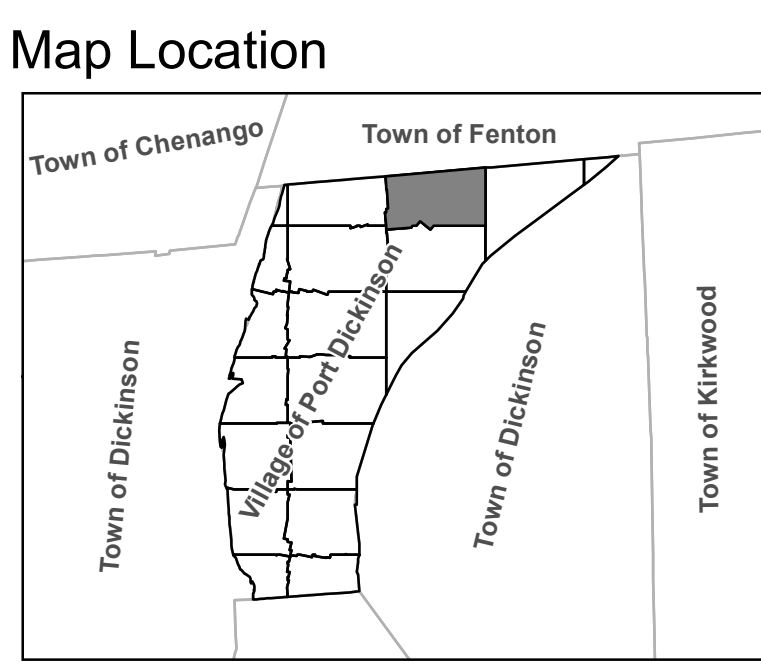 Map Location
Town of Chenango
Town of Fenton
Village of Port Dickinson
Town of Dickinson
Town of Dickinson
Town of Kirkwood